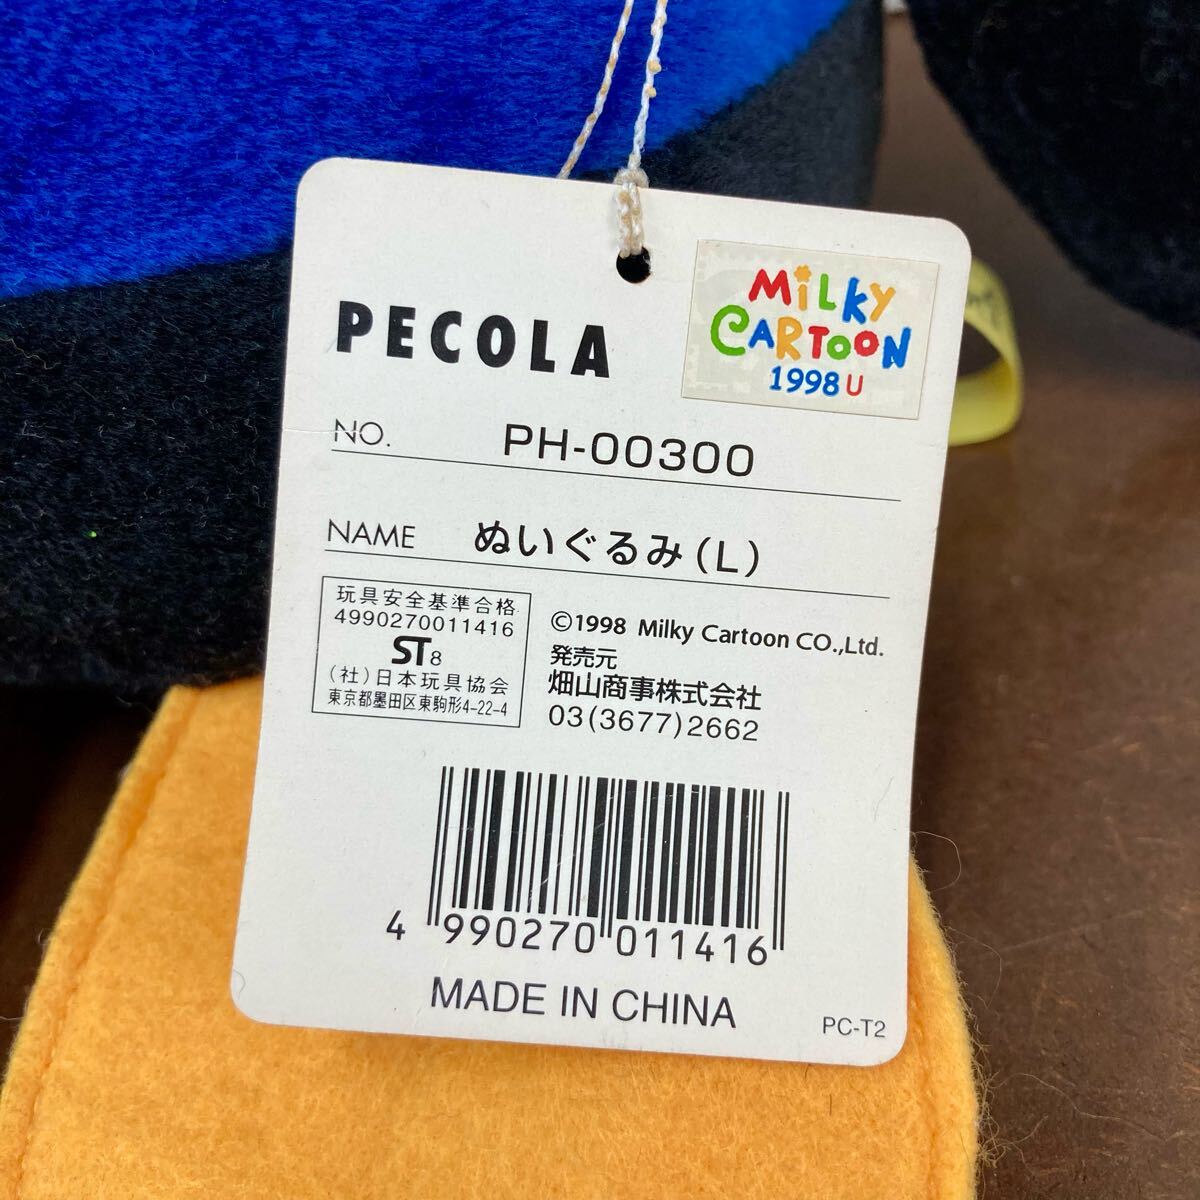 PECOLA
MiLKY
CARTOON
1998 U
NO. PH-00300
NAME ぬいぐるみ(L)
玩具安全基準合格
4990270011416
ST8
(社)日本玩具協会
東京都墨田区東駒形4-22-4
©1998 Milky Cartoon CO.,Ltd.
発売元
畑山商事株式会社
03(3677)2662
4 990270 011416
MADE IN CHINA
PC-T2